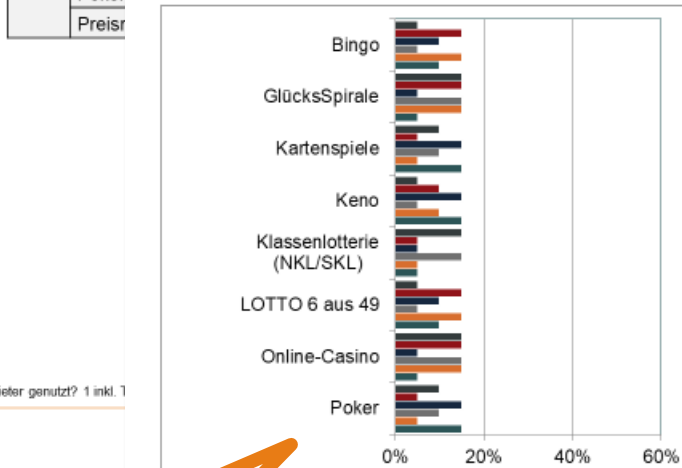 Preisr
Bingo
GlücksSpirale
Kartenspiele
Keno
Klassenlotterie
(NKL/SKL)
LOTTO 6 aus 49
Online-Casino
Poker
ieter genutzt? 1 inkl. T
0% 20% 40% 60%